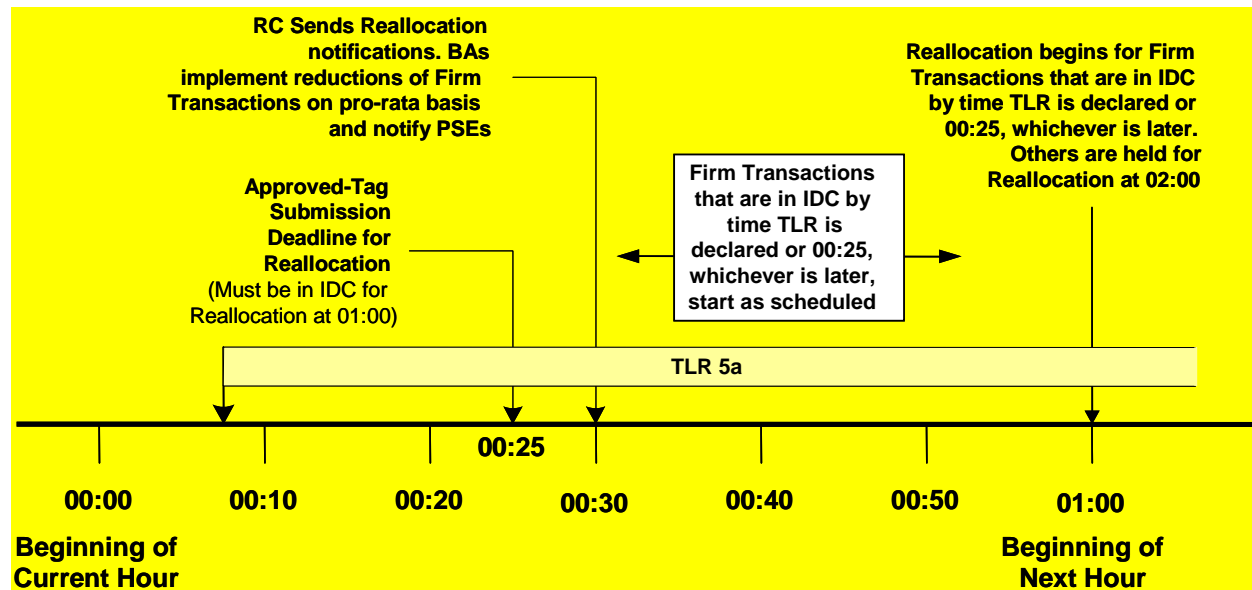 RC Sends Reallocation
notifications. BAs
implement reductions of Firm
Transactions on pro-rata basis
and notify PSEs
Reallocation begins for Firm
Transactions that are in IDC
by time TLR is declared or
00:25, whichever is later.
Others are held for
Reallocation at 02:00
Approved-Tag
Submission
Deadline for
Reallocation
(Must be in IDC for
Reallocation at 01:00)
Firm Transactions
that are in IDC by
time TLR is
declared or 00:25,
whichever is later,
start as scheduled
TLR 5a
00:25
00:00
00:10
00:20
00:30
00:40
00:50
01:00
Beginning of
Current Hour
Beginning of
Next Hour